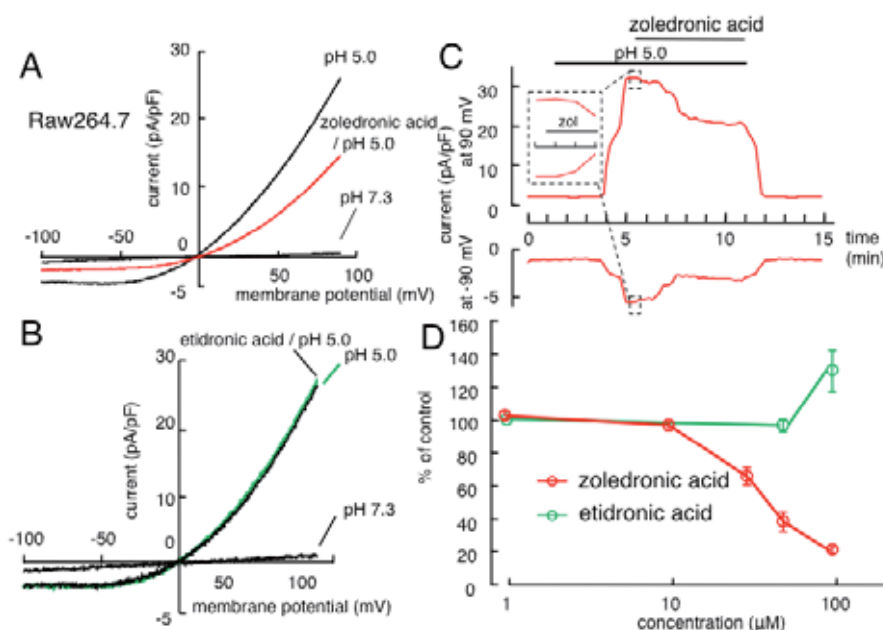 A
Raw264.7
current (pA/pF)
30
20
10
0
-5
-100
-50
50
100
membrane potential (mV)
pH 5.0
zoledronic acid
/ pH 5.0
pH 7.3
B
current (pA/pF)
30
20
10
0
-5
-100
-50
50
100
membrane potential (mV)
etidronic acid / pH 5.0
pH 5.0
pH 7.3
C
zoledronic acid
pH 5.0
current (pA/pF)
at 90 mV
30
20
10
0
zol
0
5
10
15
time
(min)
at -90 mV
0
-5
D
% of control
160
140
120
100
80
60
40
20
0
zoledronic acid
etidronic acid
1
10
100
concentration (µM)